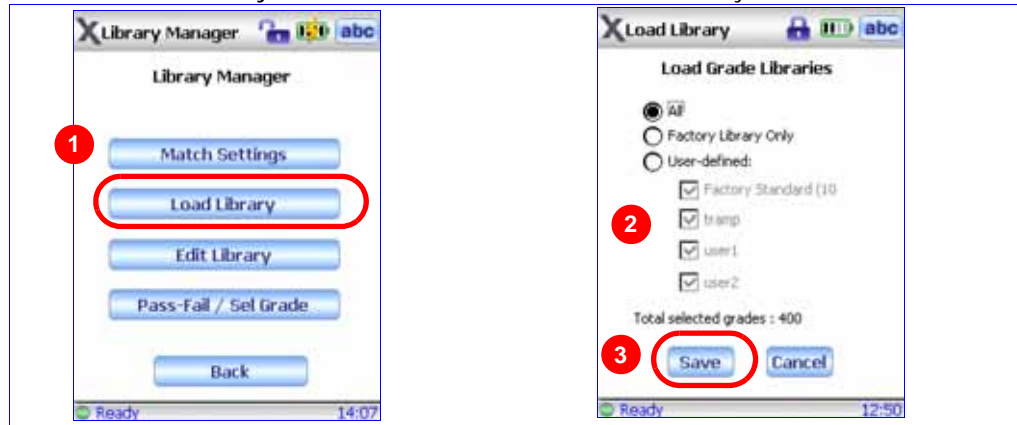 Library Manager abc
Library Manager
1
Match Settings
Load Library
Edit Library
Pass-Fail / Sel Grade
Back
Ready 14:07
Load Library abc
Load Grade Libraries
All
Factory Library Only
User-defined:
Factory Standard (10
2
tramp
user1
user2
Total selected grades : 400
3
Save Cancel
Ready 12:50